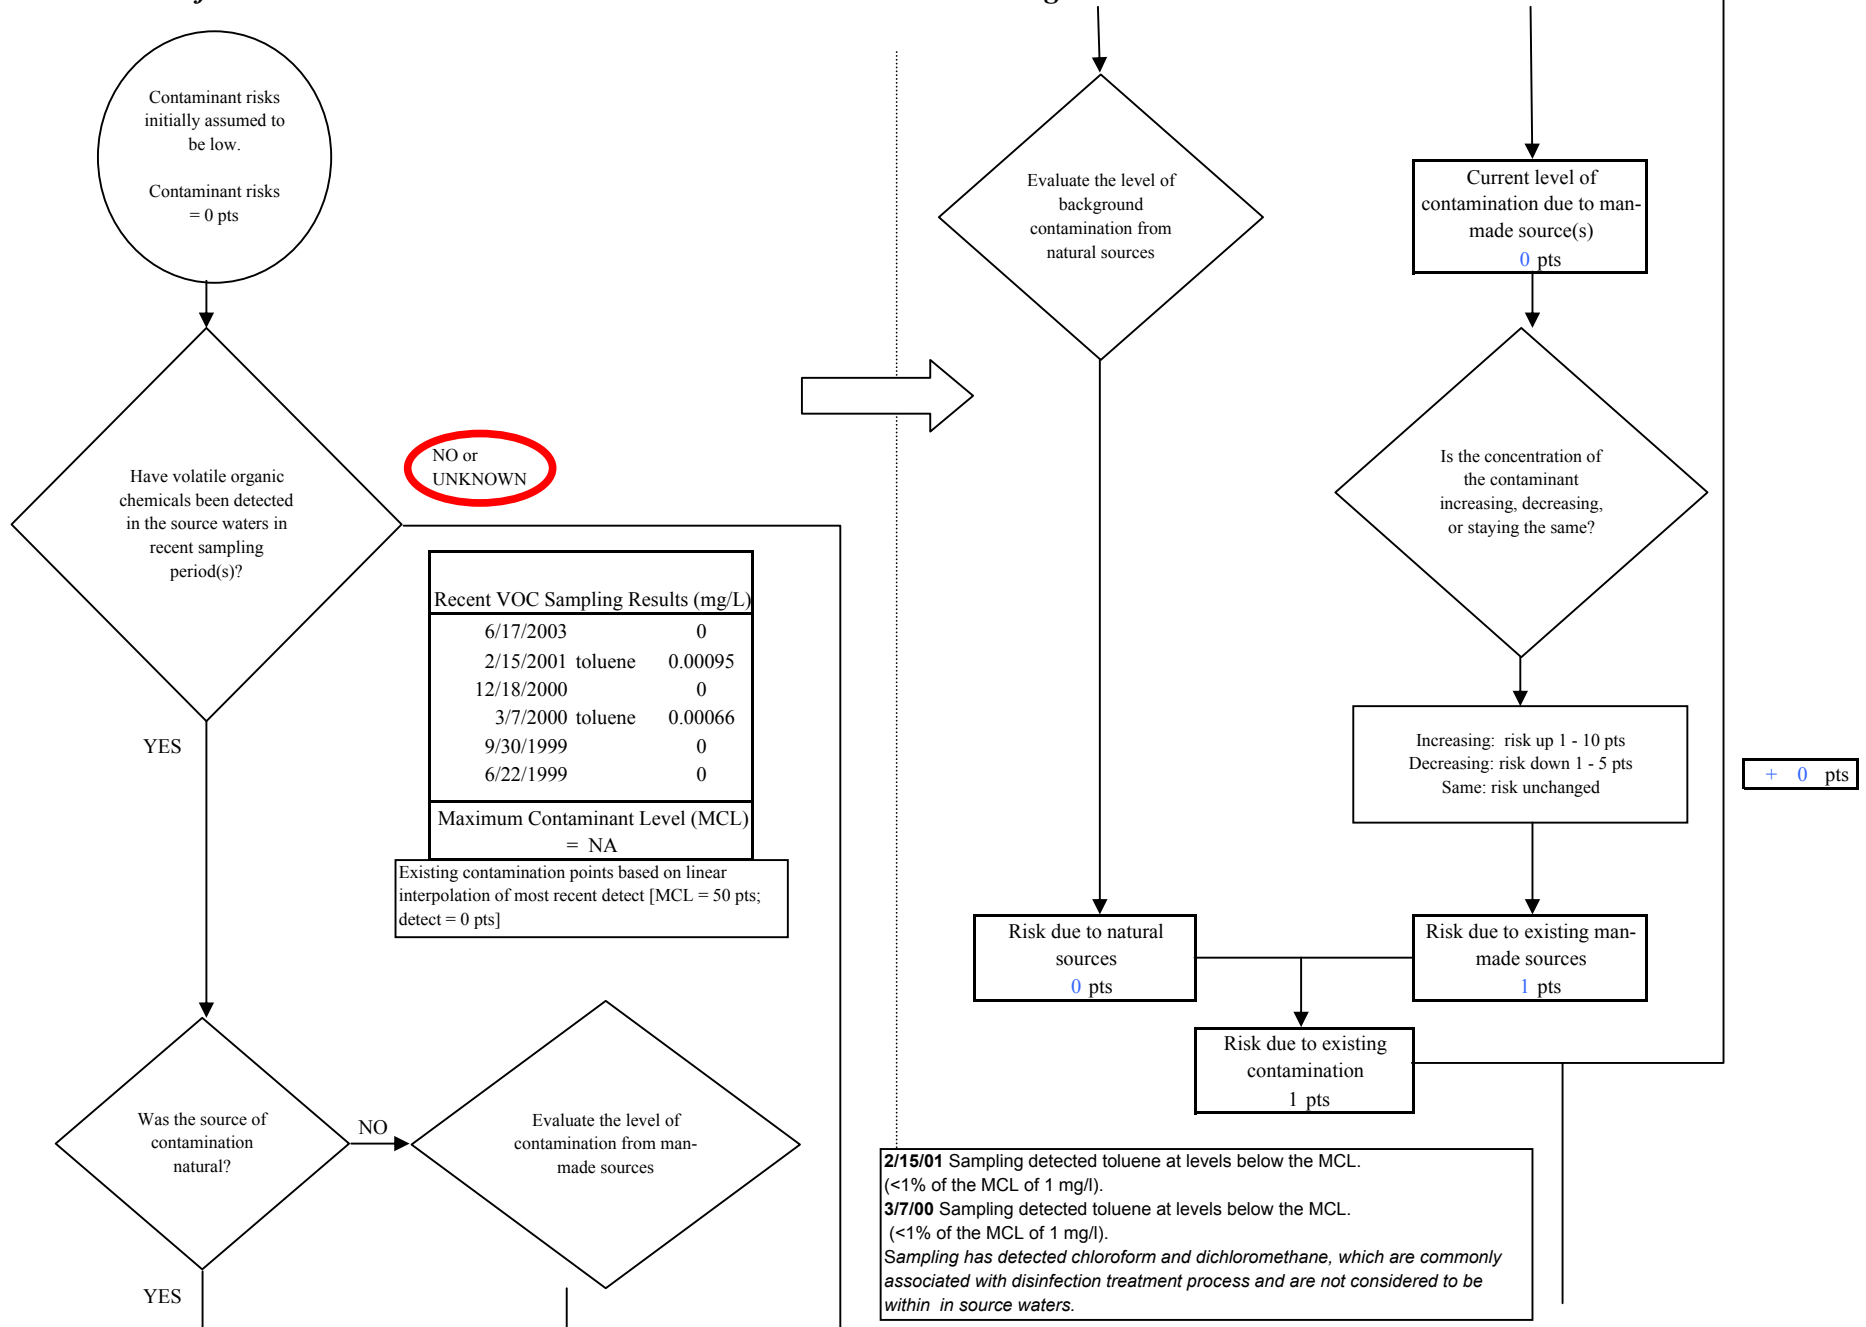 Contaminant risks
initially assumed to
be low.
Contaminant risks
= 0 pts
Have volatile organic
chemicals been detected
in the source waters in
recent sampling
period(s)?
NO or
UNKNOWN
YES
Recent VOC Sampling Results (mg/L)
6/17/2003 0
2/15/2001 toluene 0.00095
12/18/2000 0
3/7/2000 toluene 0.00066
9/30/1999 0
6/22/1999 0
Maximum Contaminant Level (MCL)
= NA
Existing contamination points based on linear
interpolation of most recent detect [MCL = 50 pts;
detect = 0 pts]
Was the source of
contamination
natural?
NO
YES
Evaluate the level of
contamination from man-
made sources
Evaluate the level of
background
contamination from
natural sources
Current level of
contamination due to man-
made source(s)
0 pts
Is the concentration of
the contaminant
increasing, decreasing,
or staying the same?
Increasing: risk up 1 - 10 pts
Decreasing: risk down 1 - 5 pts
Same: risk unchanged
+ 0 pts
Risk due to natural
sources
0 pts
Risk due to existing man-
made sources
1 pts
Risk due to existing
contamination
1 pts
2/15/01 Sampling detected toluene at levels below the MCL.
(<1% of the MCL of 1 mg/l).
3/7/00 Sampling detected toluene at levels below the MCL.
(<1% of the MCL of 1 mg/l).
Sampling has detected chloroform and dichloromethane, which are commonly
associated with disinfection treatment process and are not considered to be
within in source waters.